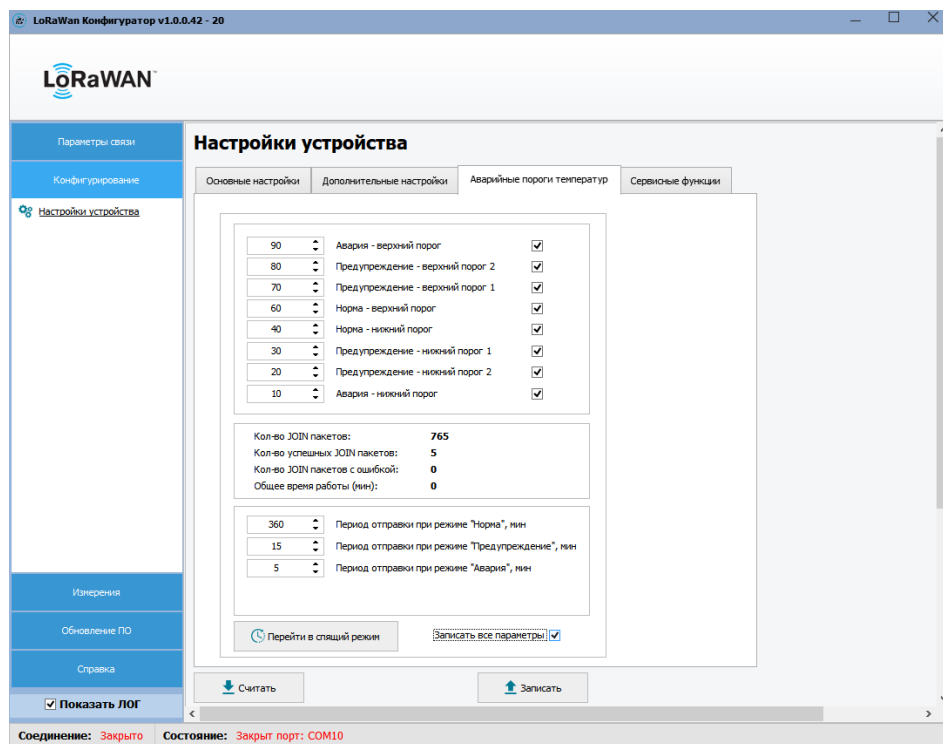 LoRaWan Конфигуратор v1.0.0.42 - 20
LoRaWAN™
Параметры связи
Конфигурирование
Настройки устройства
Измерения
Обновление ПО
Справка
Показать ЛОГ
Настройки устройства
Основные настройки
Дополнительные настройки
Аварийные пороги температур
Сервисные функции
90 Авария - верхний порог
80 Предупреждение - верхний порог 2
70 Предупреждение - верхний порог 1
60 Норма - верхний порог
40 Норма - нижний порог
30 Предупреждение - нижний порог 1
20 Предупреждение - нижний порог 2
10 Авария - нижний порог
Кол-во JOIN пакетов: 765
Кол-во успешных JOIN пакетов: 5
Кол-во JOIN пакетов с ошибкой: 0
Общее время работы (мин): 0
360 Период отправки при режиме "Норма", мин
15 Период отправки при режиме "Предупреждение", мин
5 Период отправки при режиме "Авария", мин
Перейти в спящий режим
Записать все параметры
Считать
Записать
Соединение: Закрыто Состояние: Закрыт порт: COM10